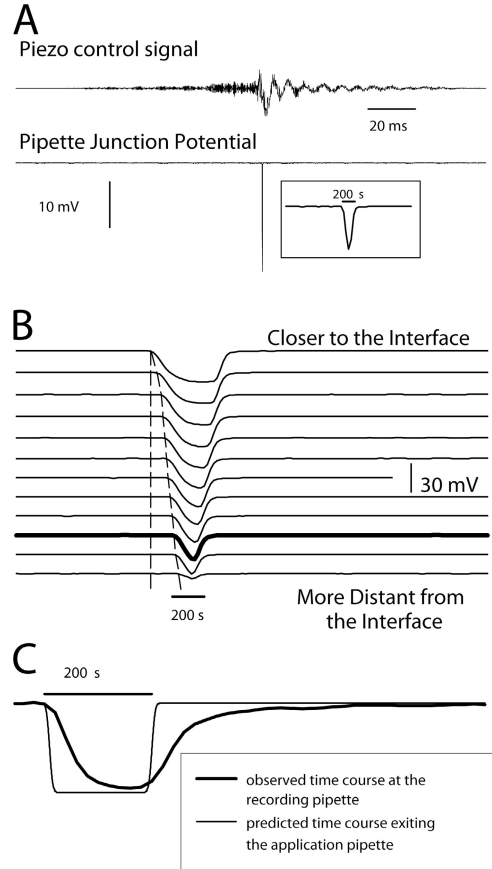 A
Piezo control signal
20 ms
Pipette Junction Potential
10 mV
200 s
B
Closer to the Interface
30 mV
200 s
More Distant from
the Interface
C
200 s
observed time course at the
recording pipette
predicted time course exiting
the application pipette